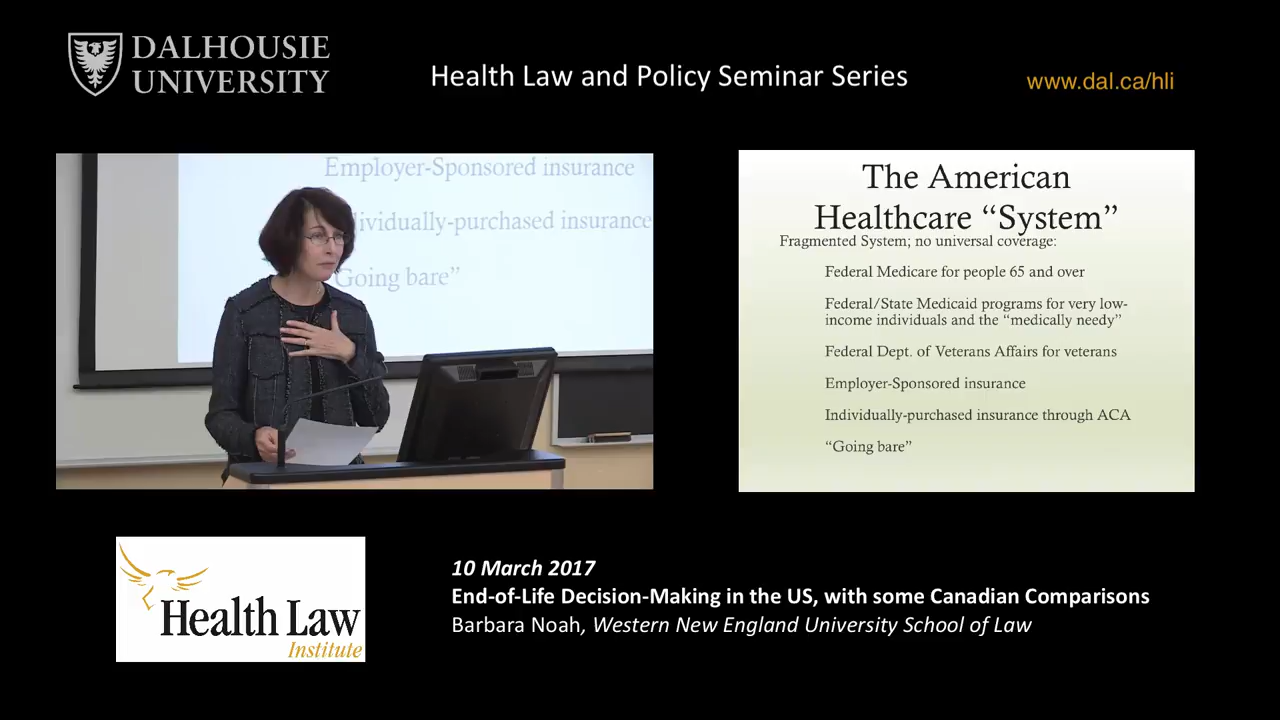 DALHOUSIE
UNIVERSITY
Health Law and Policy Seminar Series
www.dal.ca/hli
Employer-Sponsored insurance
dividually-purchased insurance
Going bare”
The American
Healthcare “System”
Fragmented System; no universal coverage:
Federal Medicare for people 65 and over
Federal/State Medicaid programs for very low-
income individuals and the “medically needy”
Federal Dept. of Veterans Affairs for veterans
Employer-Sponsored insurance
Individually-purchased insurance through ACA
“Going bare”
Health Law
Institute
10 March 2017
End-of-Life Decision-Making in the US, with some Canadian Comparisons
Barbara Noah, Western New England University School of Law